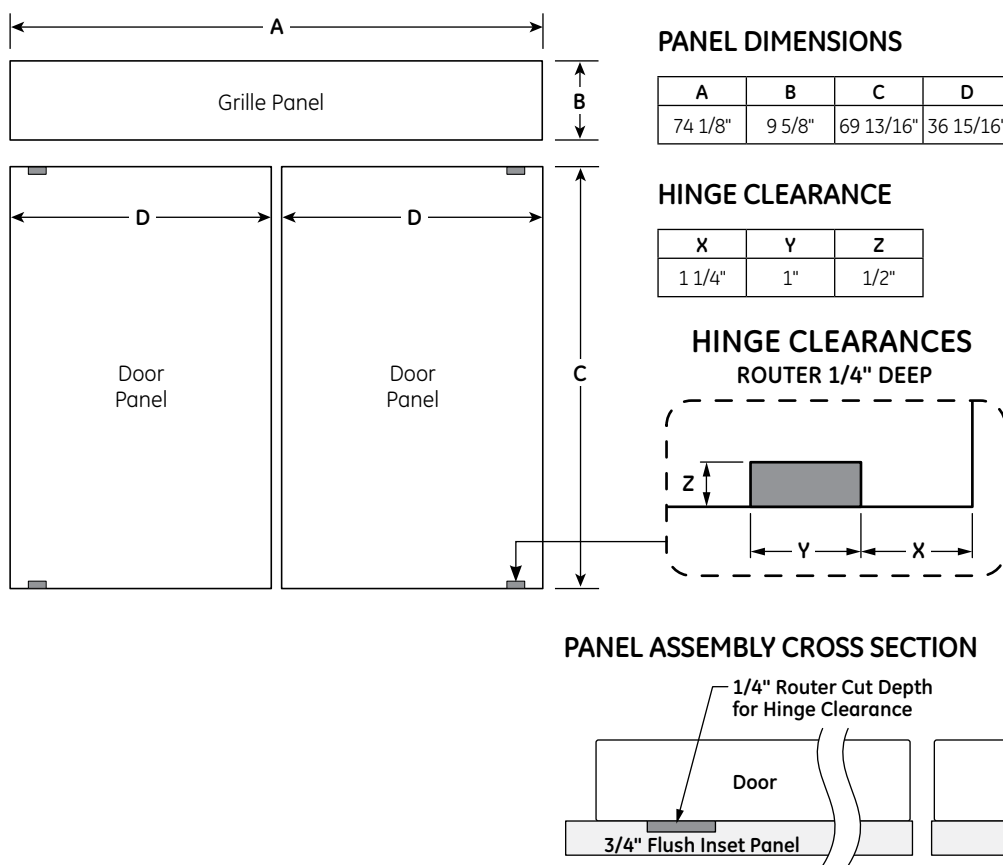 A
Grille Panel
B
PANEL DIMENSIONS
A B C D
74 1/8" 9 5/8" 69 13/16" 36 15/16"
HINGE CLEARANCE
X Y Z
1 1/4" 1" 1/2"
D
D
Door
Panel
Door
Panel
C
HINGE CLEARANCES
ROUTER 1/4" DEEP
Z
Y
X
PANEL ASSEMBLY CROSS SECTION
1/4" Router Cut Depth
for Hinge Clearance
Door
3/4" Flush Inset Panel